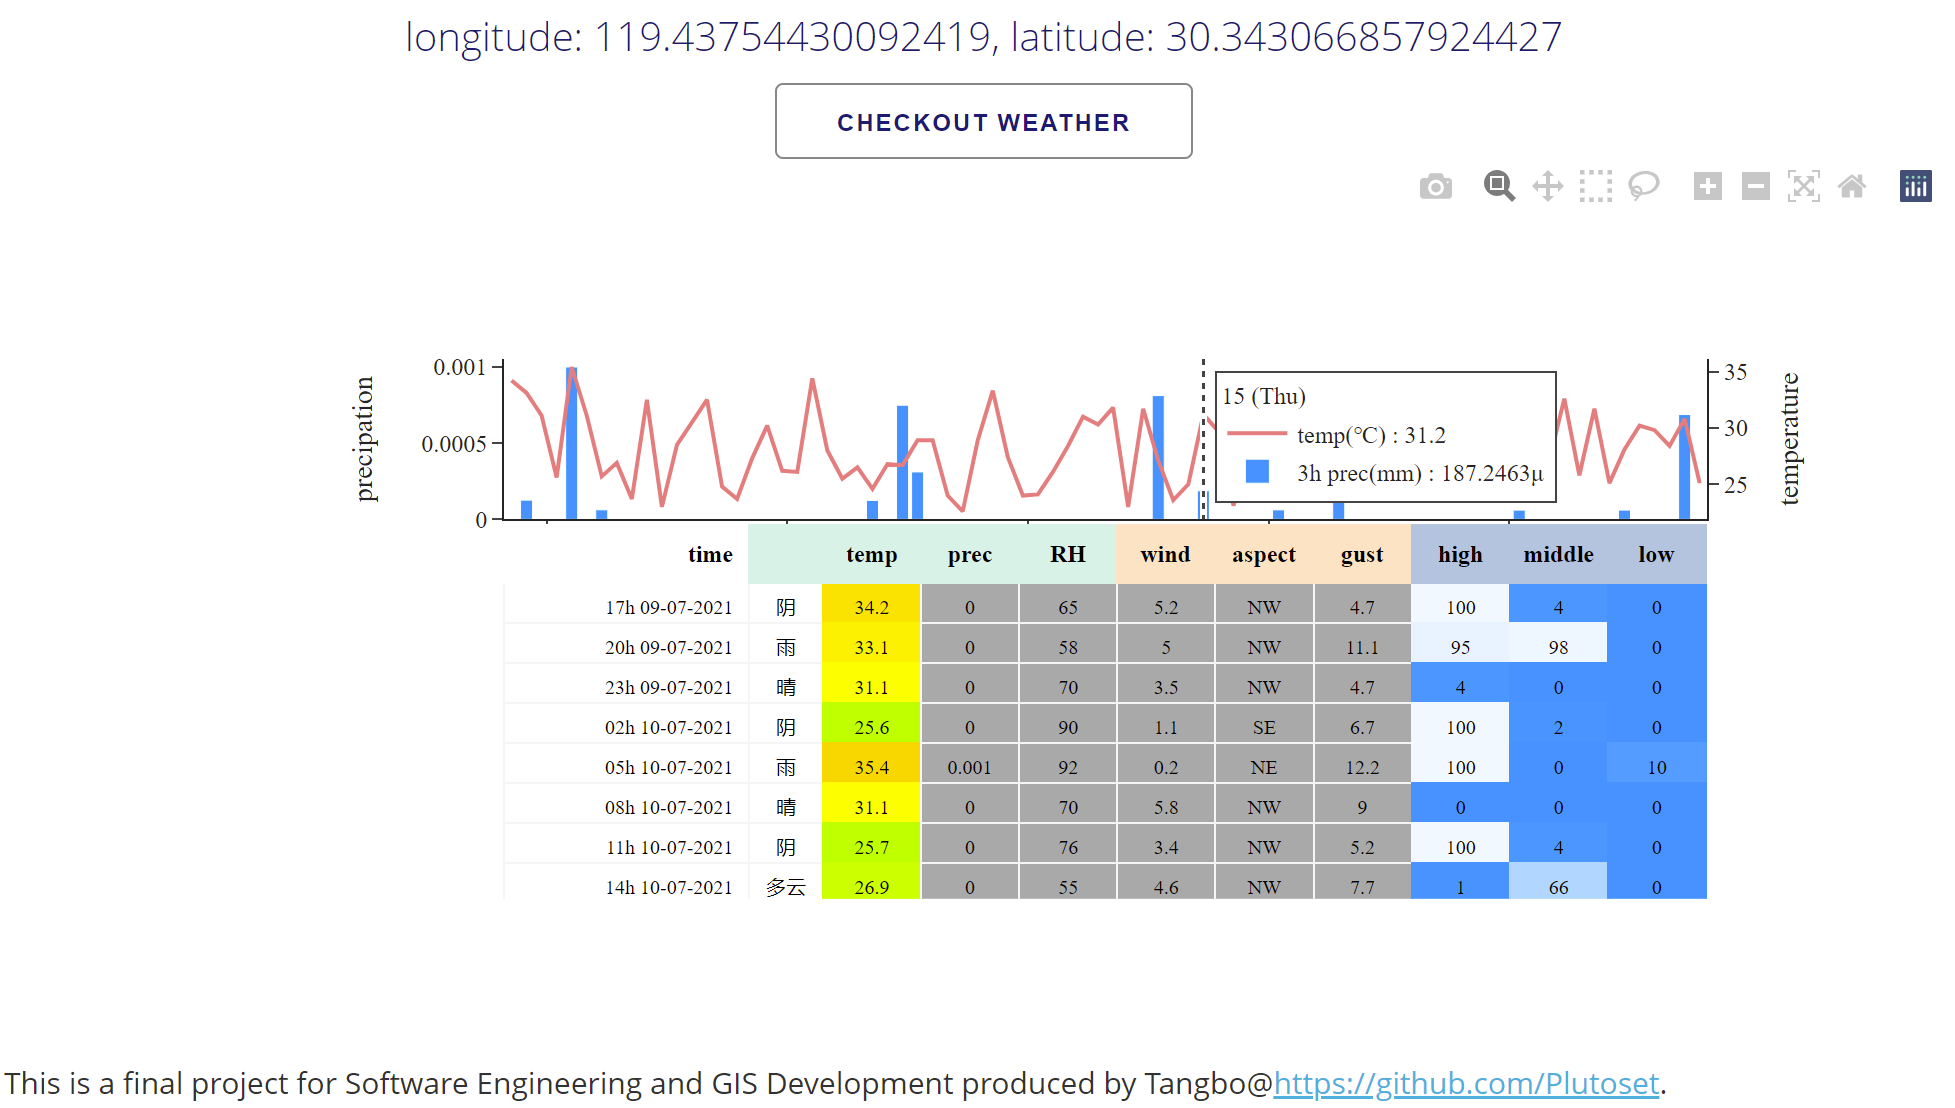 longitude: 119.43754430092419, latitude: 30.343066857924427
CHECKOUT WEATHER
precipation
0.001
0.0005
0
15 (Thu)
temp(℃) : 31.2
3h prec(mm) : 187.2463μ
35
30
25
temperature
time temp prec RH wind aspect gust high middle low
17h 09-07-2021 阴 34.2 0 65 5.2 NW 4.7 100 4 0
20h 09-07-2021 雨 33.1 0 58 5 NW 11.1 95 98 0
23h 09-07-2021 晴 31.1 0 70 3.5 NW 4.7 4 0 0
02h 10-07-2021 阴 25.6 0 90 1.1 SE 6.7 100 2 0
05h 10-07-2021 雨 35.4 0.001 92 0.2 NE 12.2 100 0 10
08h 10-07-2021 晴 31.1 0 70 5.8 NW 9 0 0 0
11h 10-07-2021 阴 25.7 0 76 3.4 NW 5.2 100 4 0
14h 10-07-2021 多云 26.9 0 55 4.6 NW 7.7 1 66 0
This is a final project for Software Engineering and GIS Development produced by Tangbo@https://github.com/Plutoset.